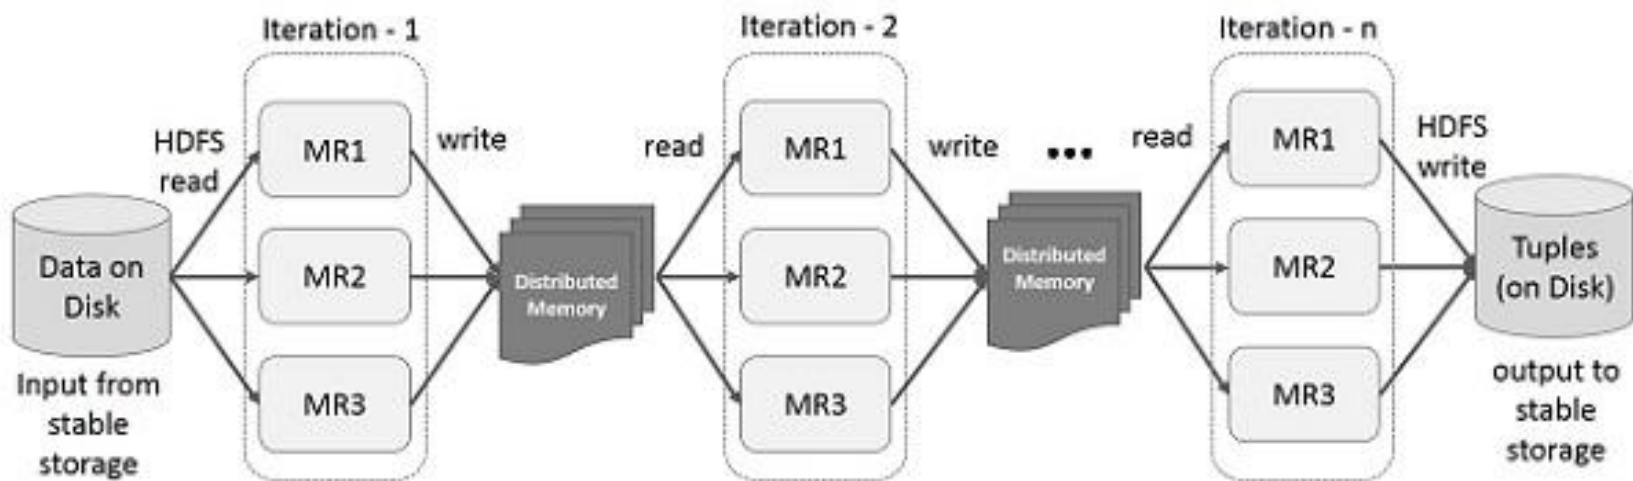 Iteration - 1
Iteration - 2
Iteration - n
HDFS
read
write
read
write
...
read
HDFS
write
MR1
MR2
MR3
MR1
MR2
MR3
MR1
MR2
MR3
Data on
Disk
Distributed
Memory
Distributed
Memory
Tuples
(on Disk)
Input from
stable
storage
output to
stable
storage